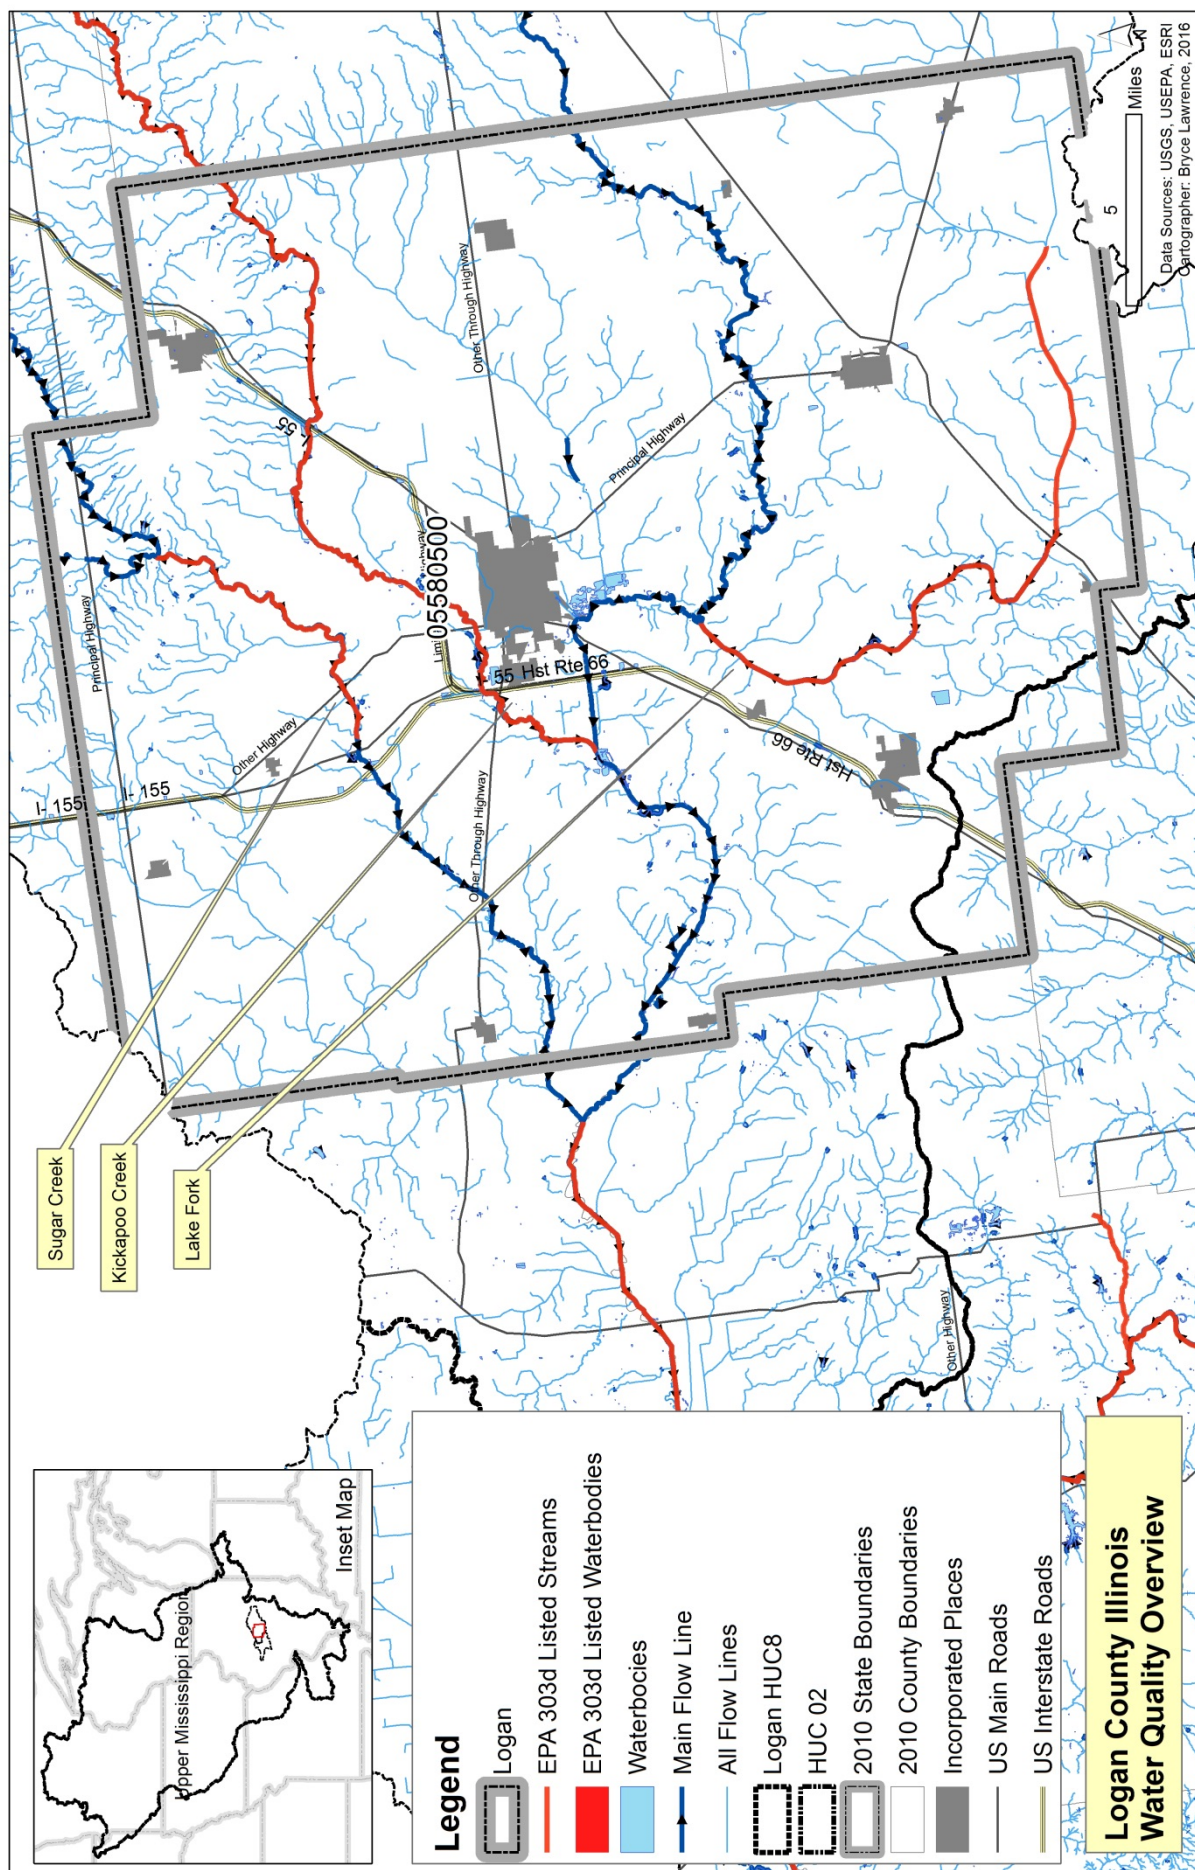 Upper Mississippi Region
Inset Map
Legend
Logan
EPA 303d Listed Streams
EPA 303d Listed Waterbodies
Waterbocies
Main Flow Line
All Flow Lines
Logan HUC8
HUC 02
2010 State Boundaries
2010 County Boundaries
Incorporated Places
US Main Roads
US Interstate Roads
Logan County Illinois
Water Quality Overview
Sugar Creek
Kickapoo Creek
Lake Fork
I- 155
I- 155
Principal Highway
Other Highway
I- 55
05580500
55 Hst Rte 66
Other Through Highway
Other Through Highway
Principal Highway
Hst Rte 66
Other Highway
5
Miles
Data Sources: USGS, USEPA, ESRI
Cartographer: Bryce Lawrence, 2016